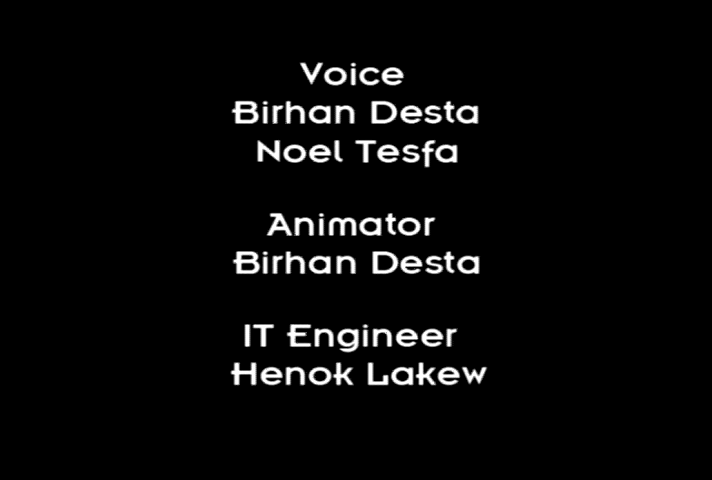 Voice
Birhan Desta
Noel Tesfa
Animator
Birhan Desta
IT Engineer
Henok Lakew